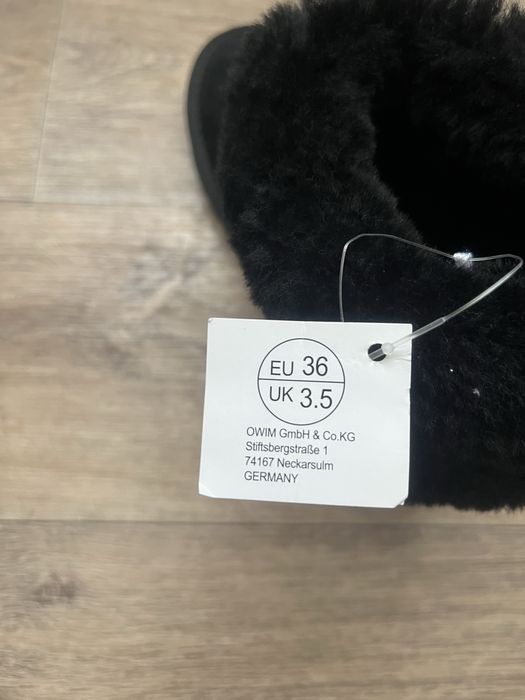 EU 36
UK 3.5
OWIM GmbH & Co.KG
Stiftsbergstraße 1
74167 Neckarsulm
GERMANY